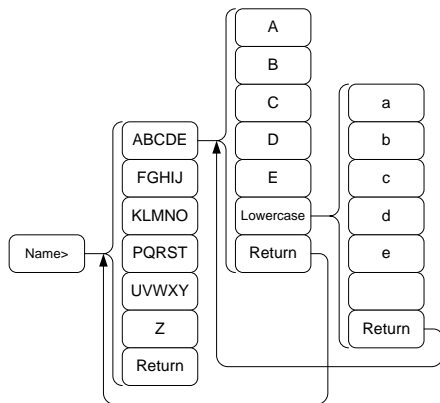 Name>
ABCDE
FGHIJ
KLMNO
PQRST
UVWXY
Z
Return
A
B
C
D
E
Lowercase
Return
a
b
c
d
e
Return